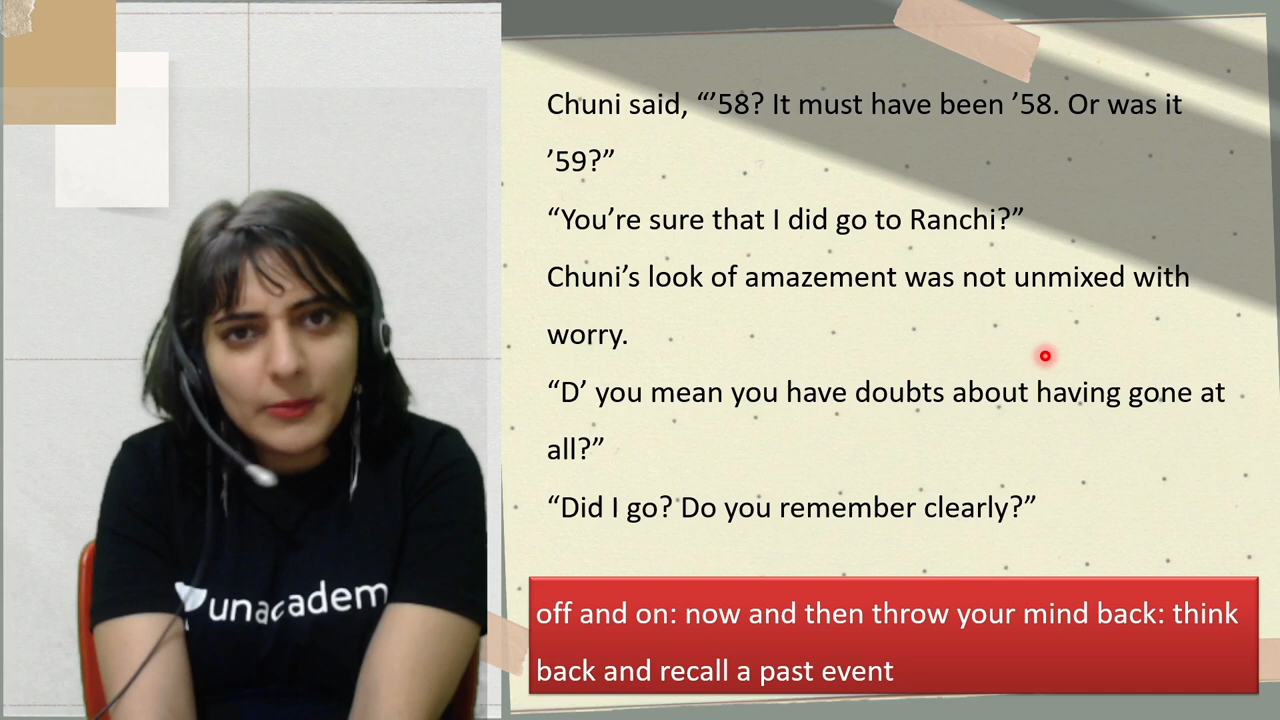 Chuni said, “’58? It must have been ’58. Or was it
’59?”
“You’re sure that I did go to Ranchi?”
Chuni’s look of amazement was not unmixed with
worry.
“D’ you mean you have doubts about having gone at
all?”
“Did I go? Do you remember clearly?”
off and on: now and then throw your mind back: think
back and recall a past event
unacadem